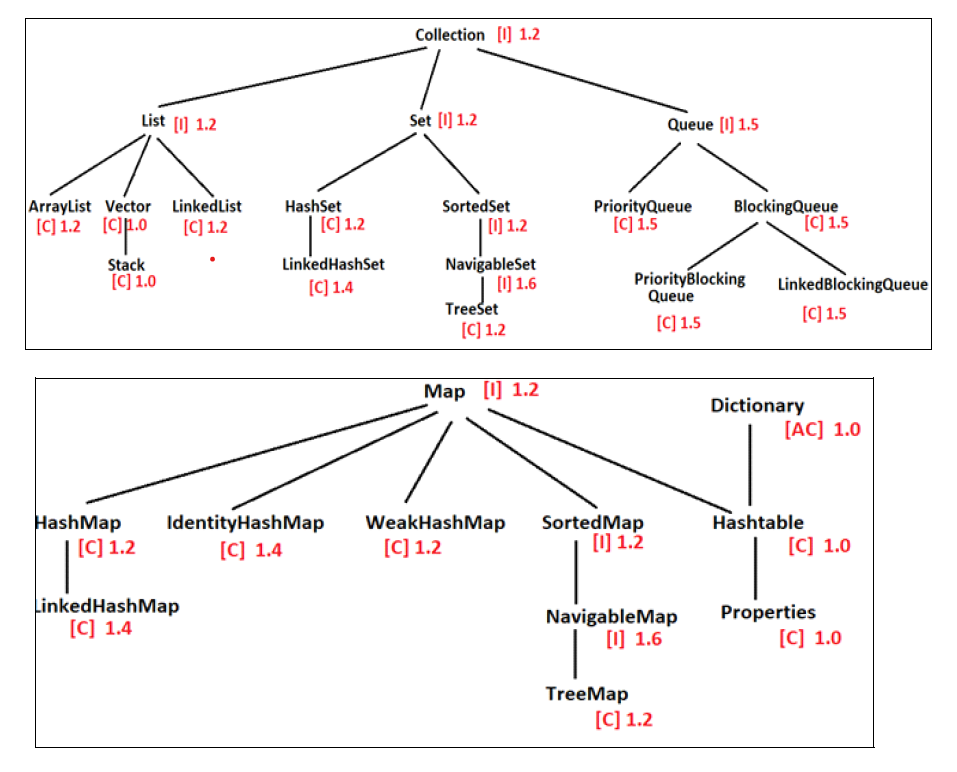 Collection [I] 1.2
List [I] 1.2
Set [I] 1.2
Queue [I] 1.5
ArrayList
[C] 1.2
Vector
[C] 1.0
LinkedList
[C] 1.2
HashSet
[C] 1.2
SortedSet
[I] 1.2
PriorityQueue
[C] 1.5
BlockingQueue
[C] 1.5
Stack
[C] 1.0
LinkedHashSet
[C] 1.4
NavigableSet
[I] 1.6
PriorityBlocking
Queue
[C] 1.5
LinkedBlockingQueue
[C] 1.5
TreeSet
[C] 1.2
Map [I] 1.2
Dictionary
[AC] 1.0
HashMap
[C] 1.2
IdentityHashMap
[C] 1.4
WeakHashMap
[C] 1.2
SortedMap
[I] 1.2
Hashtable
[C] 1.0
LinkedHashMap
[C] 1.4
NavigableMap
[I] 1.6
Properties
[C] 1.0
TreeMap
[C] 1.2